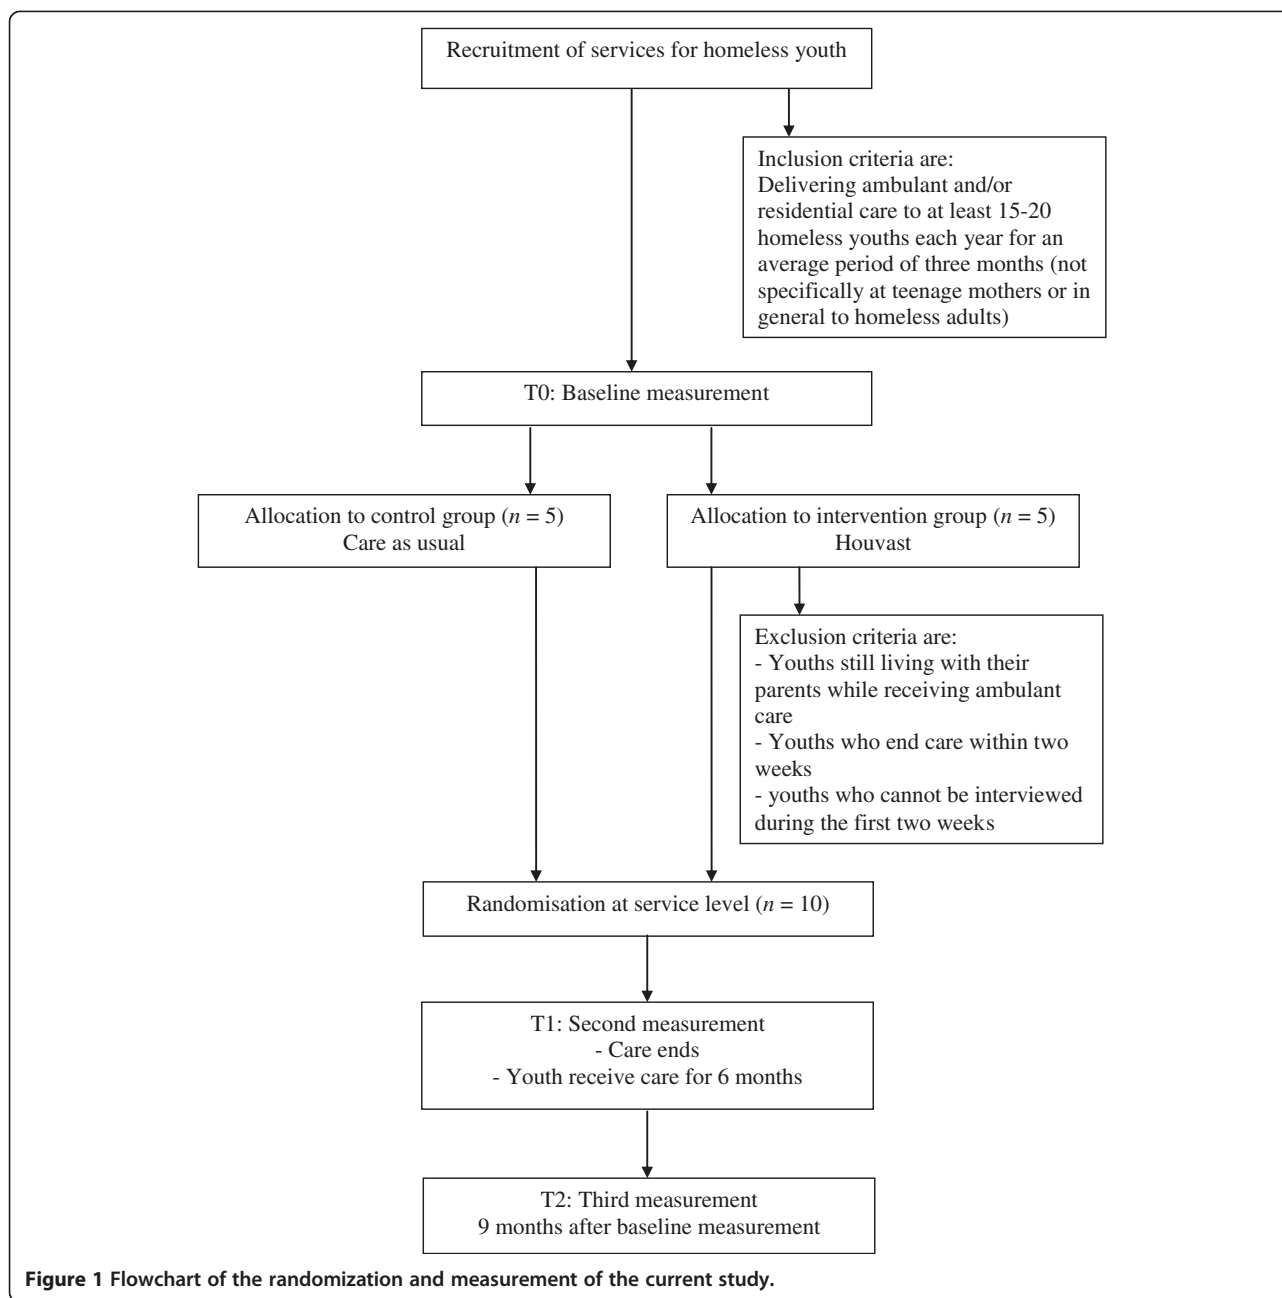 Recruitment of services for homeless youth
Inclusion criteria are:
Delivering ambulant and/or
residential care to at least 15-20
homeless youths each year for an
average period of three months (not
specifically at teenage mothers or in
general to homeless adults)
T0: Baseline measurement
Allocation to control group (n = 5)
Care as usual
Allocation to intervention group (n = 5)
Houvast
Exclusion criteria are:
- Youths still living with their
parents while receiving ambulant
care
- Youths who end care within two
weeks
- youths who cannot be interviewed
during the first two weeks
Randomisation at service level (n = 10)
T1: Second measurement
- Care ends
- Youth receive care for 6 months
T2: Third measurement
9 months after baseline measurement
Figure 1 Flowchart of the randomization and measurement of the current study.